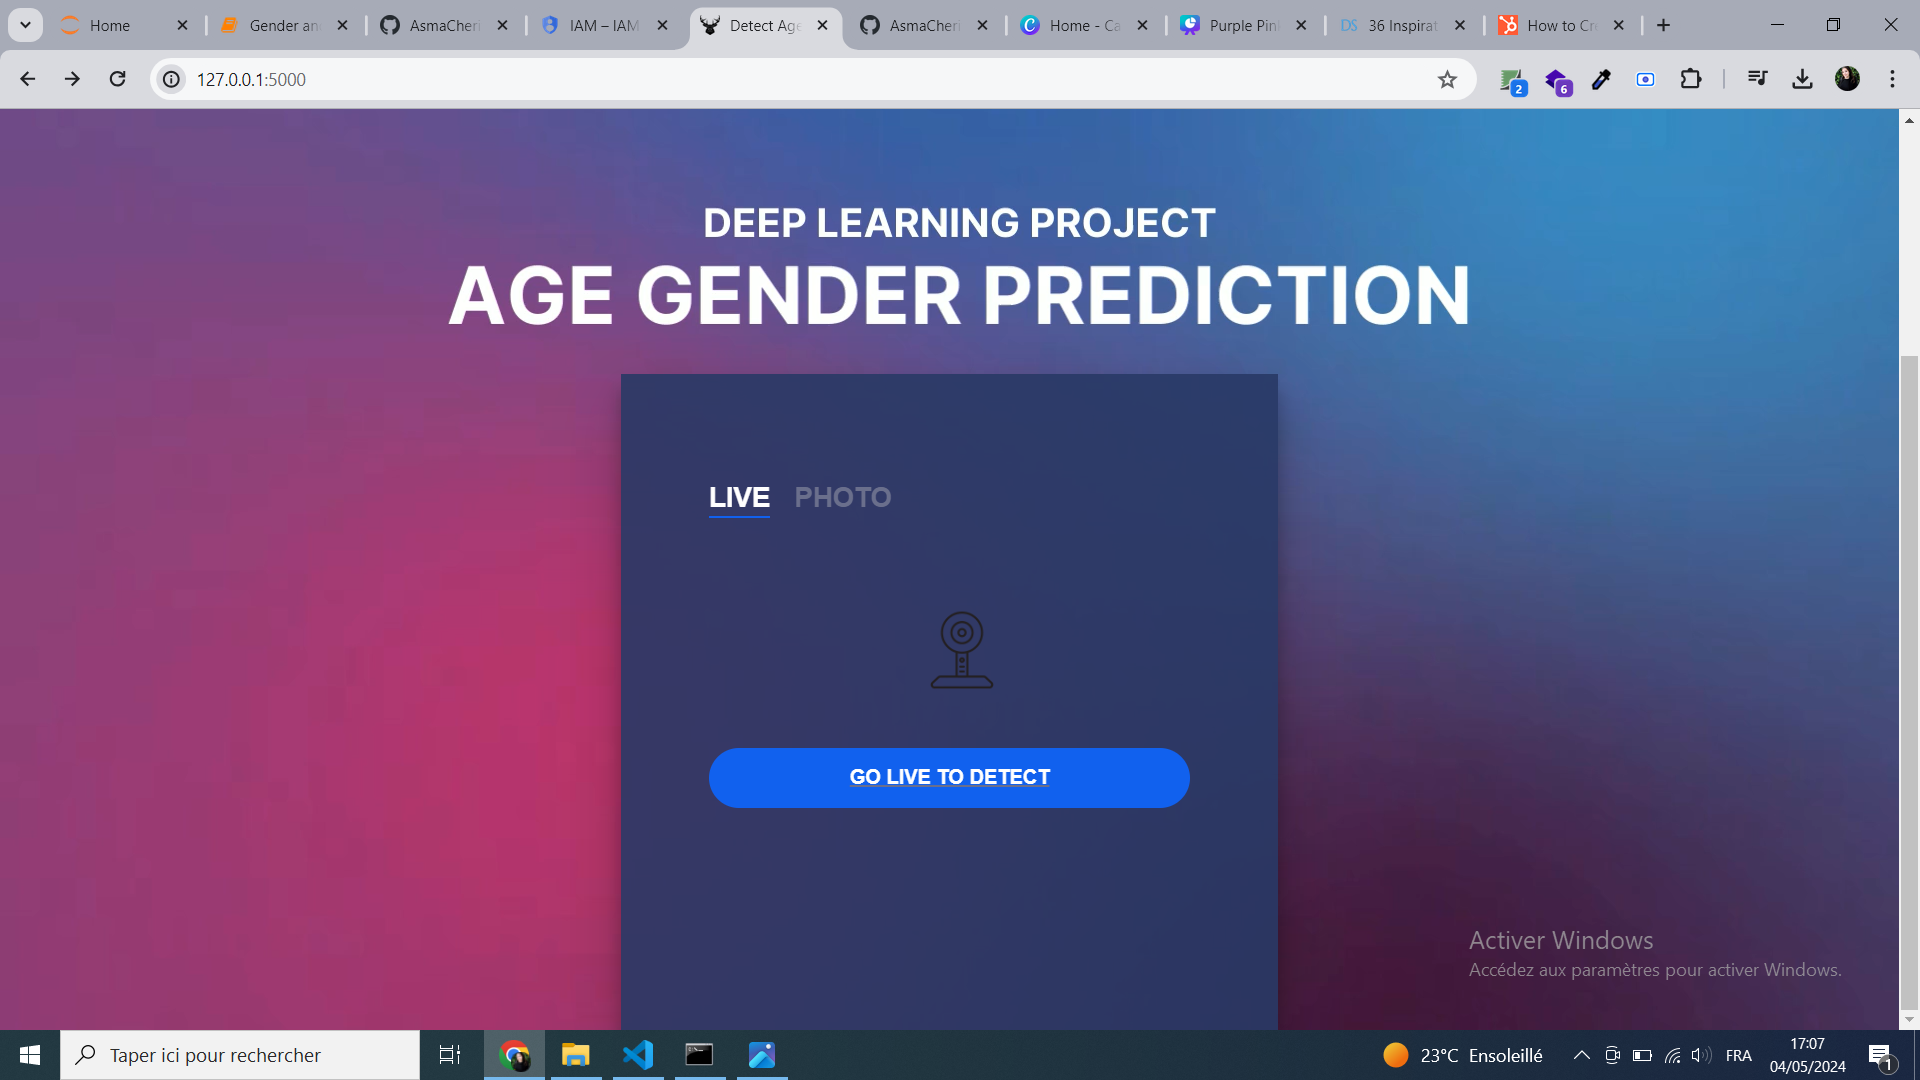 Home
Gender an
AsmaCheri
IAM – IAM
Detect Age
AsmaCheri
Home - Ca
Purple Pin
DS
36 Inspirat
How to Cr
127.0.0.1:5000
2
6
DEEP LEARNING PROJECT
AGE GENDER PREDICTION
LIVE PHOTO
GO LIVE TO DETECT
Activer Windows
Accédez aux paramètres pour activer Windows.
Taper ici pour rechercher
23°C Ensoleillé
FRA
17:07
04/05/2024
1